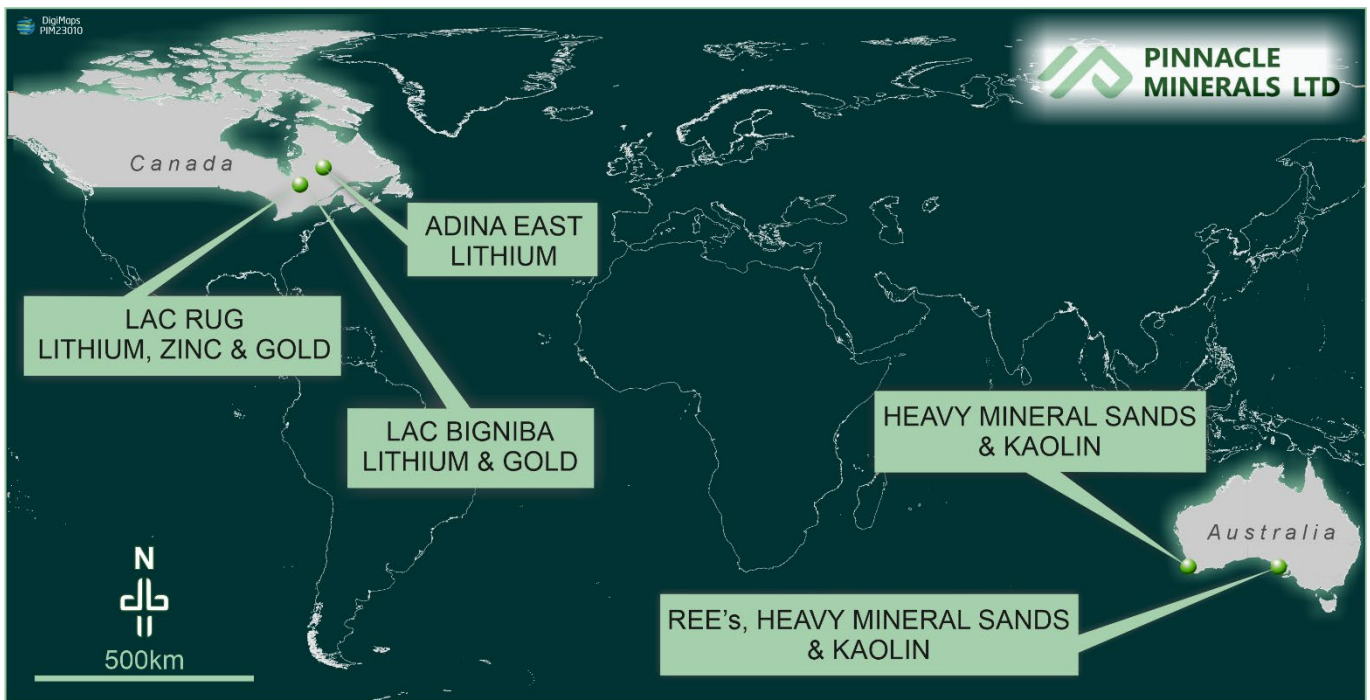 DigiMaps
PIM23010
PINNACLE
MINERALS LTD
Canada
ADINA EAST
LITHIUM
LAC RUG
LITHIUM, ZINC & GOLD
LAC BIGNIBA
LITHIUM & GOLD
HEAVY MINERAL SANDS
& KAOLIN
Australia
REE's, HEAVY MINERAL SANDS
& KAOLIN
N
500km